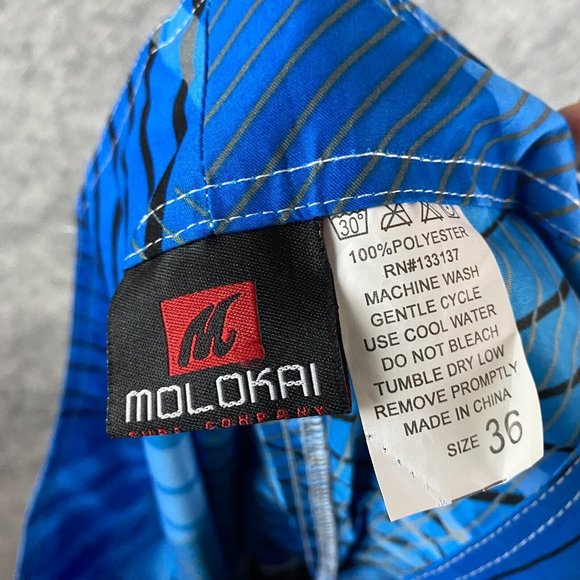 MOLOKAI
SURF COMPANY
30°
100%POLYESTER
RN#133137
MACHINE WASH
GENTLE CYCLE
USE COOL WATER
DO NOT BLEACH
TUMBLE DRY LOW
REMOVE PROMPTLY
MADE IN CHINA
SIZE 36